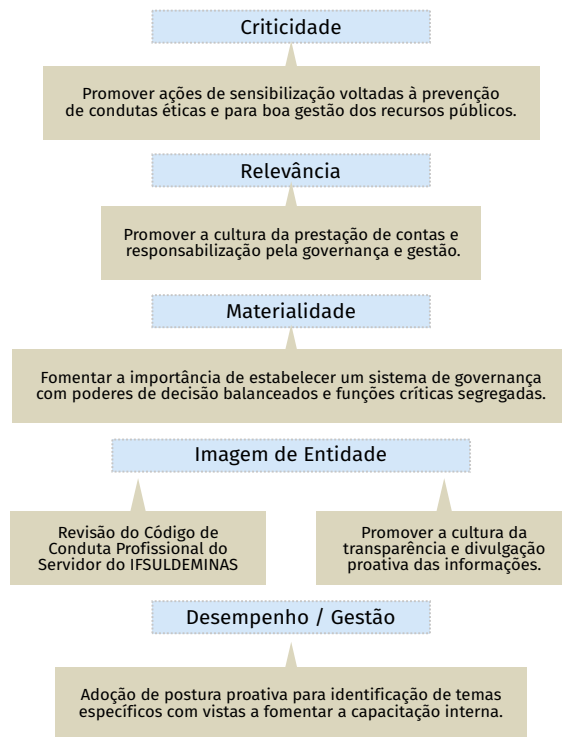 Criticidade
Promover ações de sensibilização voltadas à prevenção
de condutas éticas e para boa gestão dos recursos públicos.
Relevância
Promover a cultura da prestação de contas e
responsabilização pela governança e gestão.
Materialidade
Fomentar a importância de estabelecer um sistema de governança
com poderes de decisão balanceados e funções críticas segregadas.
Imagem de Entidade
Revisão do Código de
Conduta Profissional do
Servidor do IFSULDEMINAS
Promover a cultura da
transparência e divulgação
proativa das informações.
Desempenho / Gestão
Adoção de postura proativa para identificação de temas
específicos com vistas a fomentar a capacitação interna.